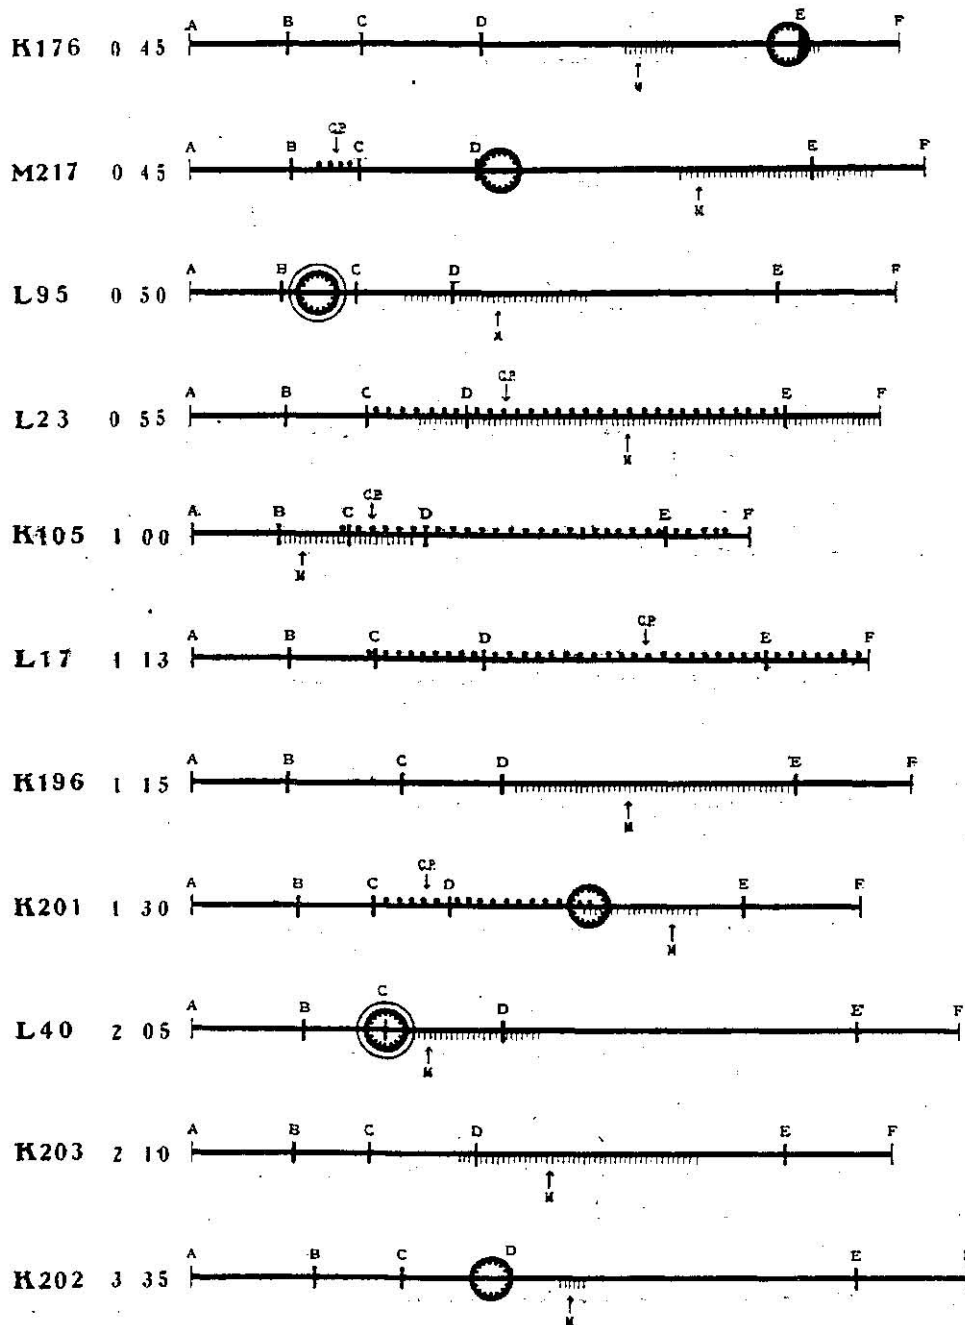 A B C D E F
K176 0 45
M
C.P.
A B C D E F
M217 0 45
M
A B C D E F
L95 0 50
M
C.P.
A B C D E F
L23 0 55
M
C.P.
A B C D E F
K105 1 00
M
C.P.
A B C D E F
L17 1 13
A B C D E F
K196 1 15
M
C.P.
A B C D E F
K201 1 30
M
A B C D E F
L40 2 05
M
A B C D E F
K203 2 10
M
A B C D E
K202 3 35
M